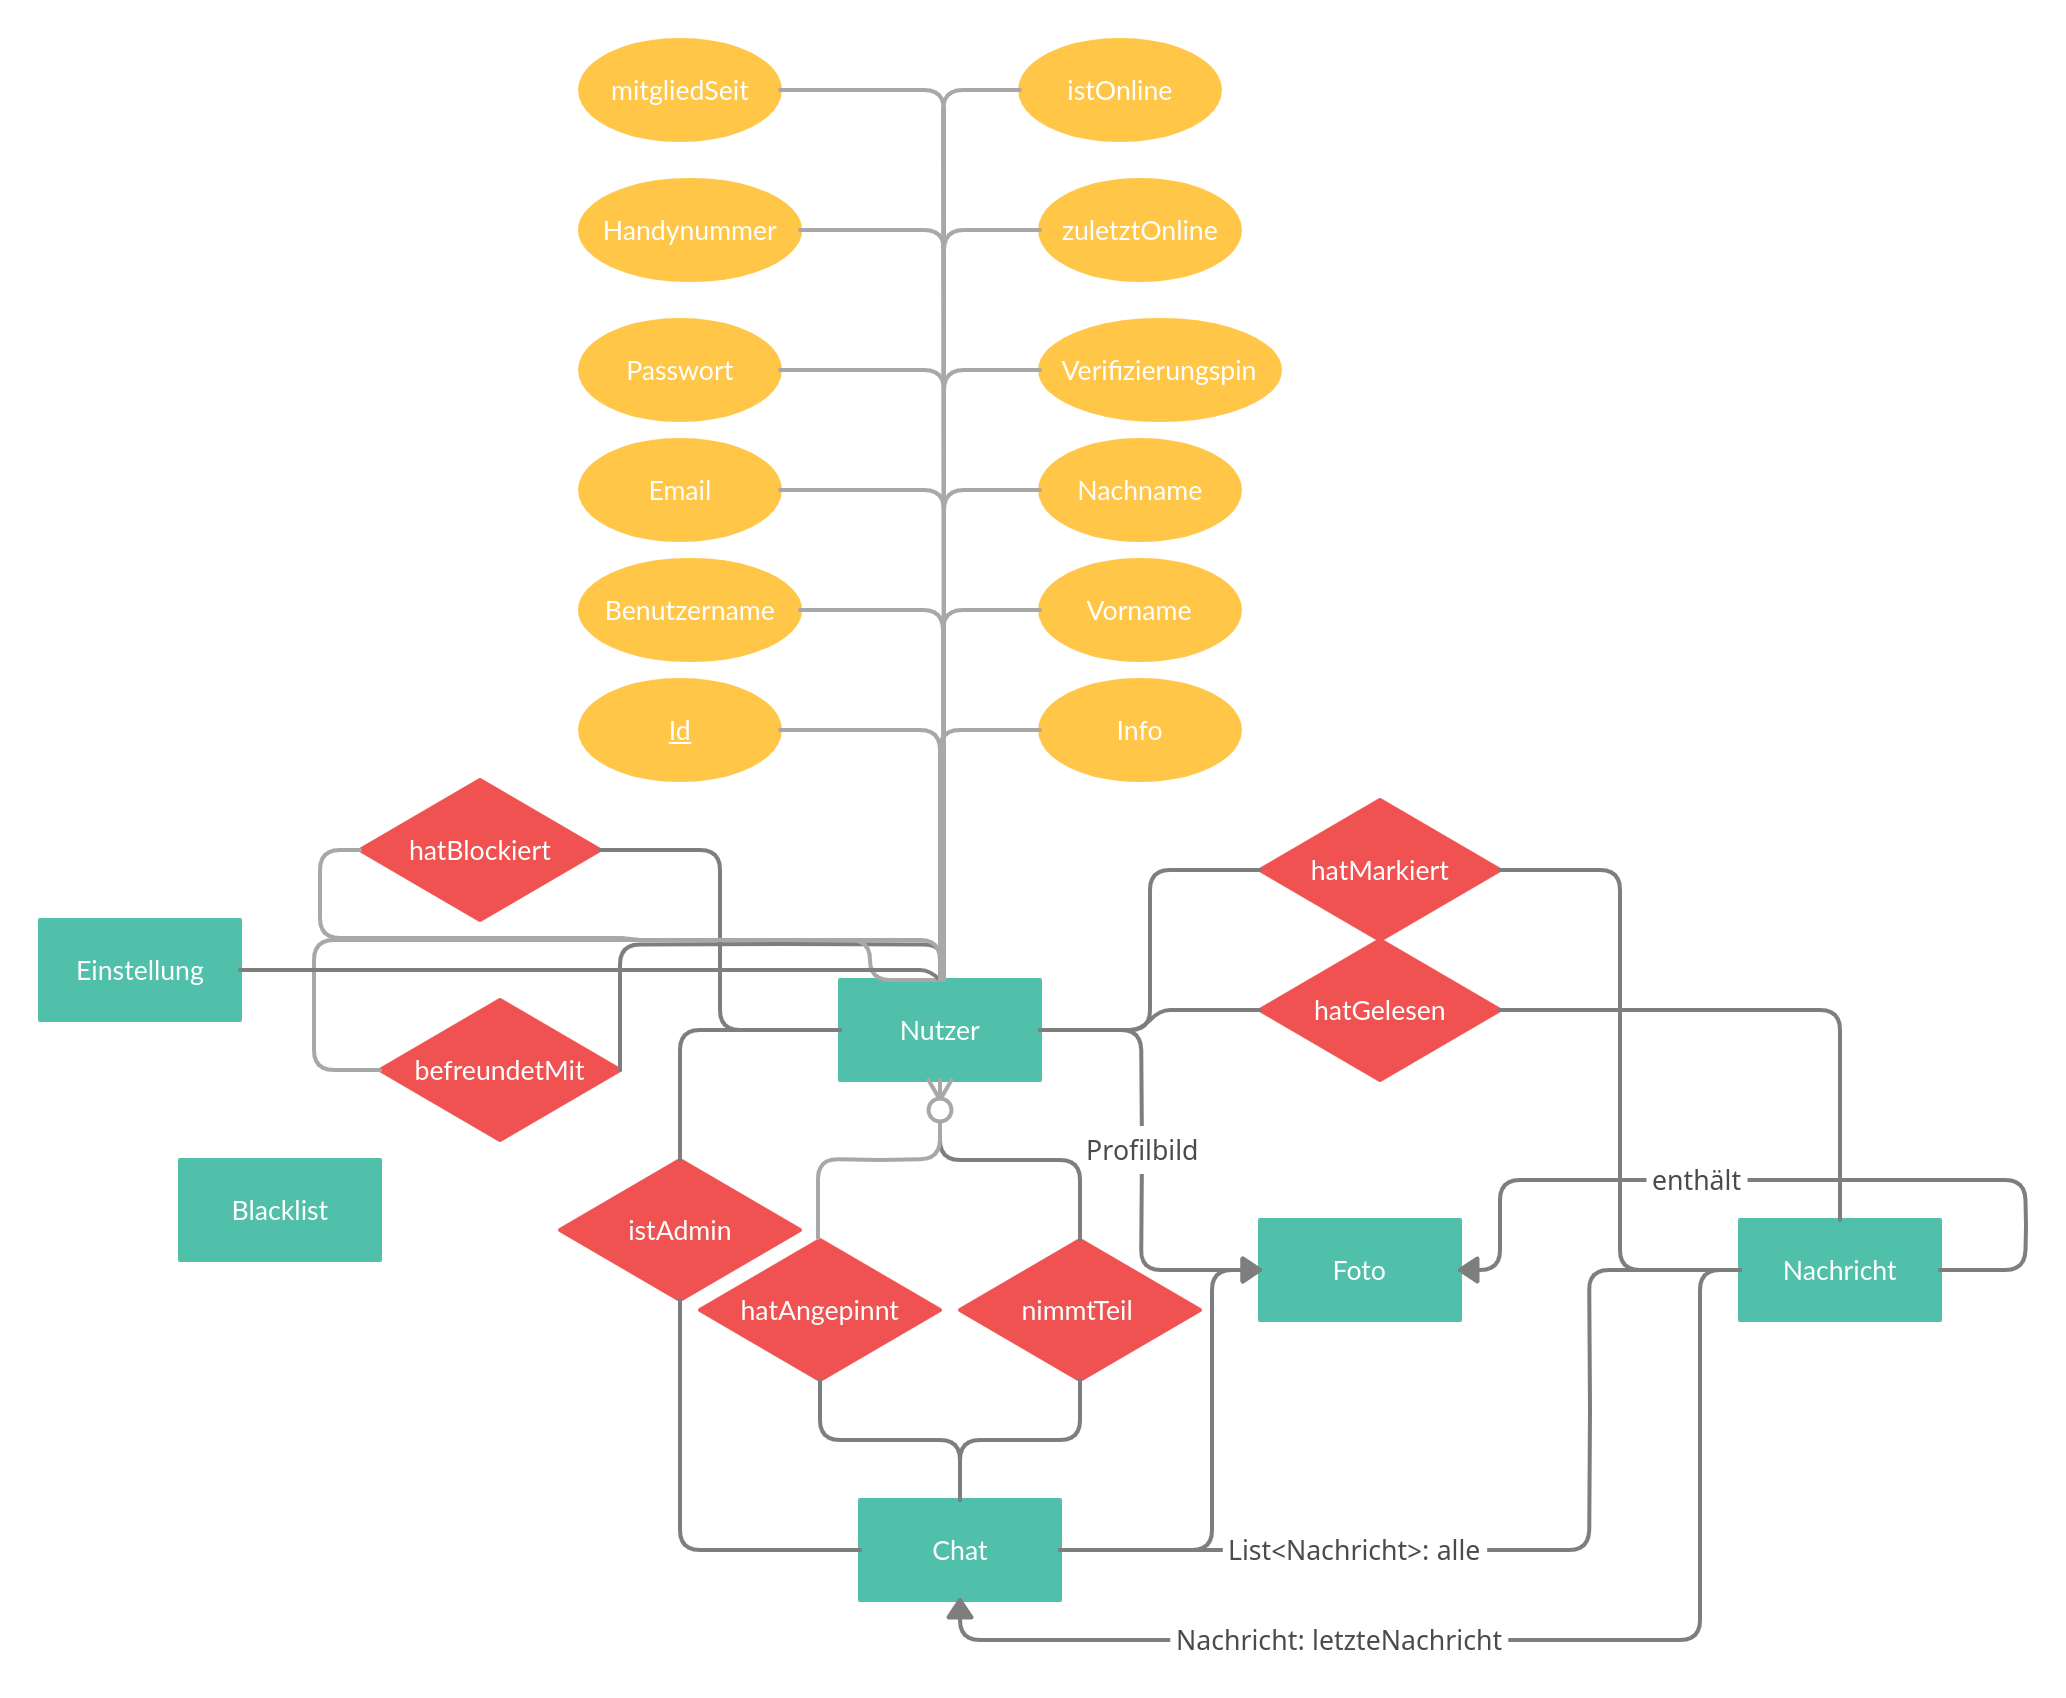 mitgliedSeit
istOnline
Handynummer
zuletztOnline
Passwort
Verifizierungspin
Email
Nachname
Benutzername
Vorname
Id
Info
hatBlockiert
hatMarkiert
Einstellung
hatGelesen
Nutzer
befreundetMit
Profilbild
enthält
Blacklist
istAdmin
Foto
Nachricht
hatAngepinnt
nimmtTeil
Chat
List<Nachricht>: alle
Nachricht: letzteNachricht